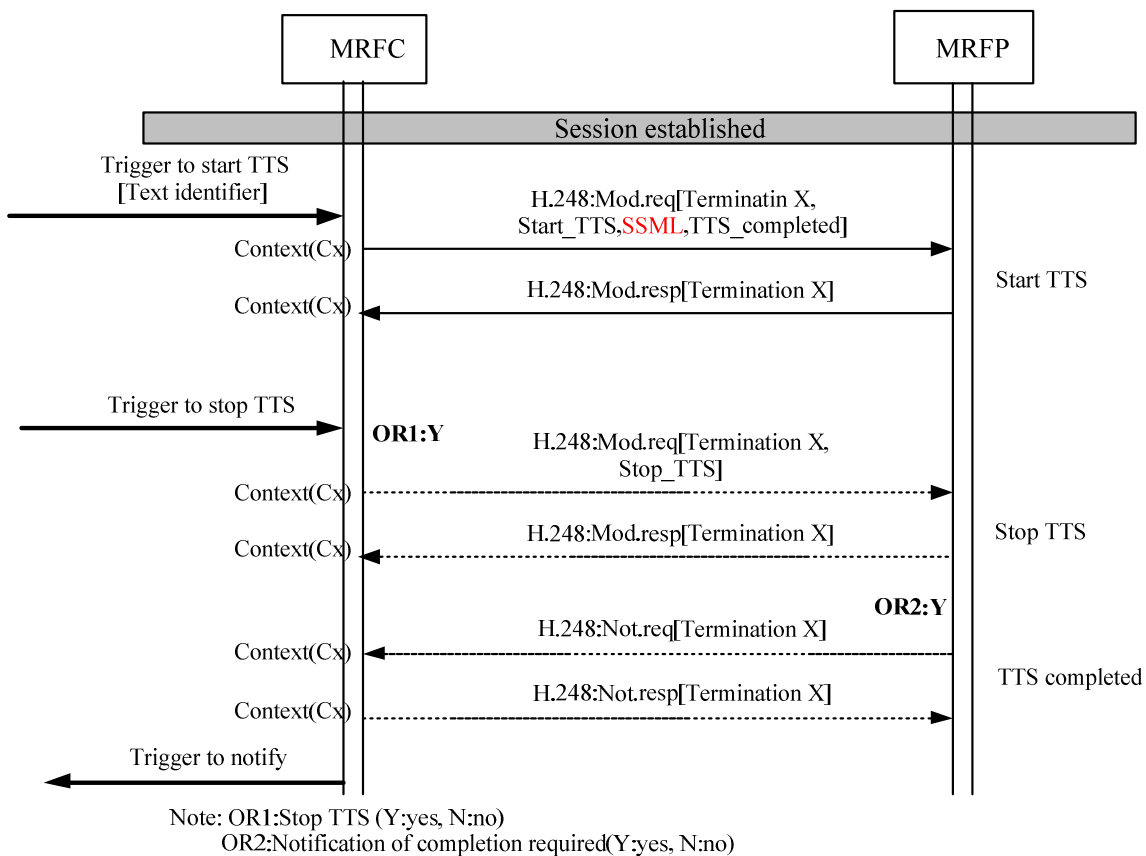 MRFC
MRFP
Session established
Trigger to start TTS
[Text identifier]
H.248:Mod.req[Terminatin X,
Start_TTS,SSML,TTS_completed]
Context(Cx)
Start TTS
H.248:Mod.resp[Termination X]
Context(Cx)
Trigger to stop TTS
OR1:Y
H.248:Mod.req[Termination X,
Stop_TTS]
Context(Cx)
H.248:Mod.resp[Termination X]
Stop TTS
Context(Cx)
OR2:Y
H.248:Not.req[Termination X]
Context(Cx)
TTS completed
H.248:Not.resp[Termination X]
Context(Cx)
Trigger to notify
Note: OR1:Stop TTS (Y:yes, N:no)
OR2:Notification of completion required(Y:yes, N:no)